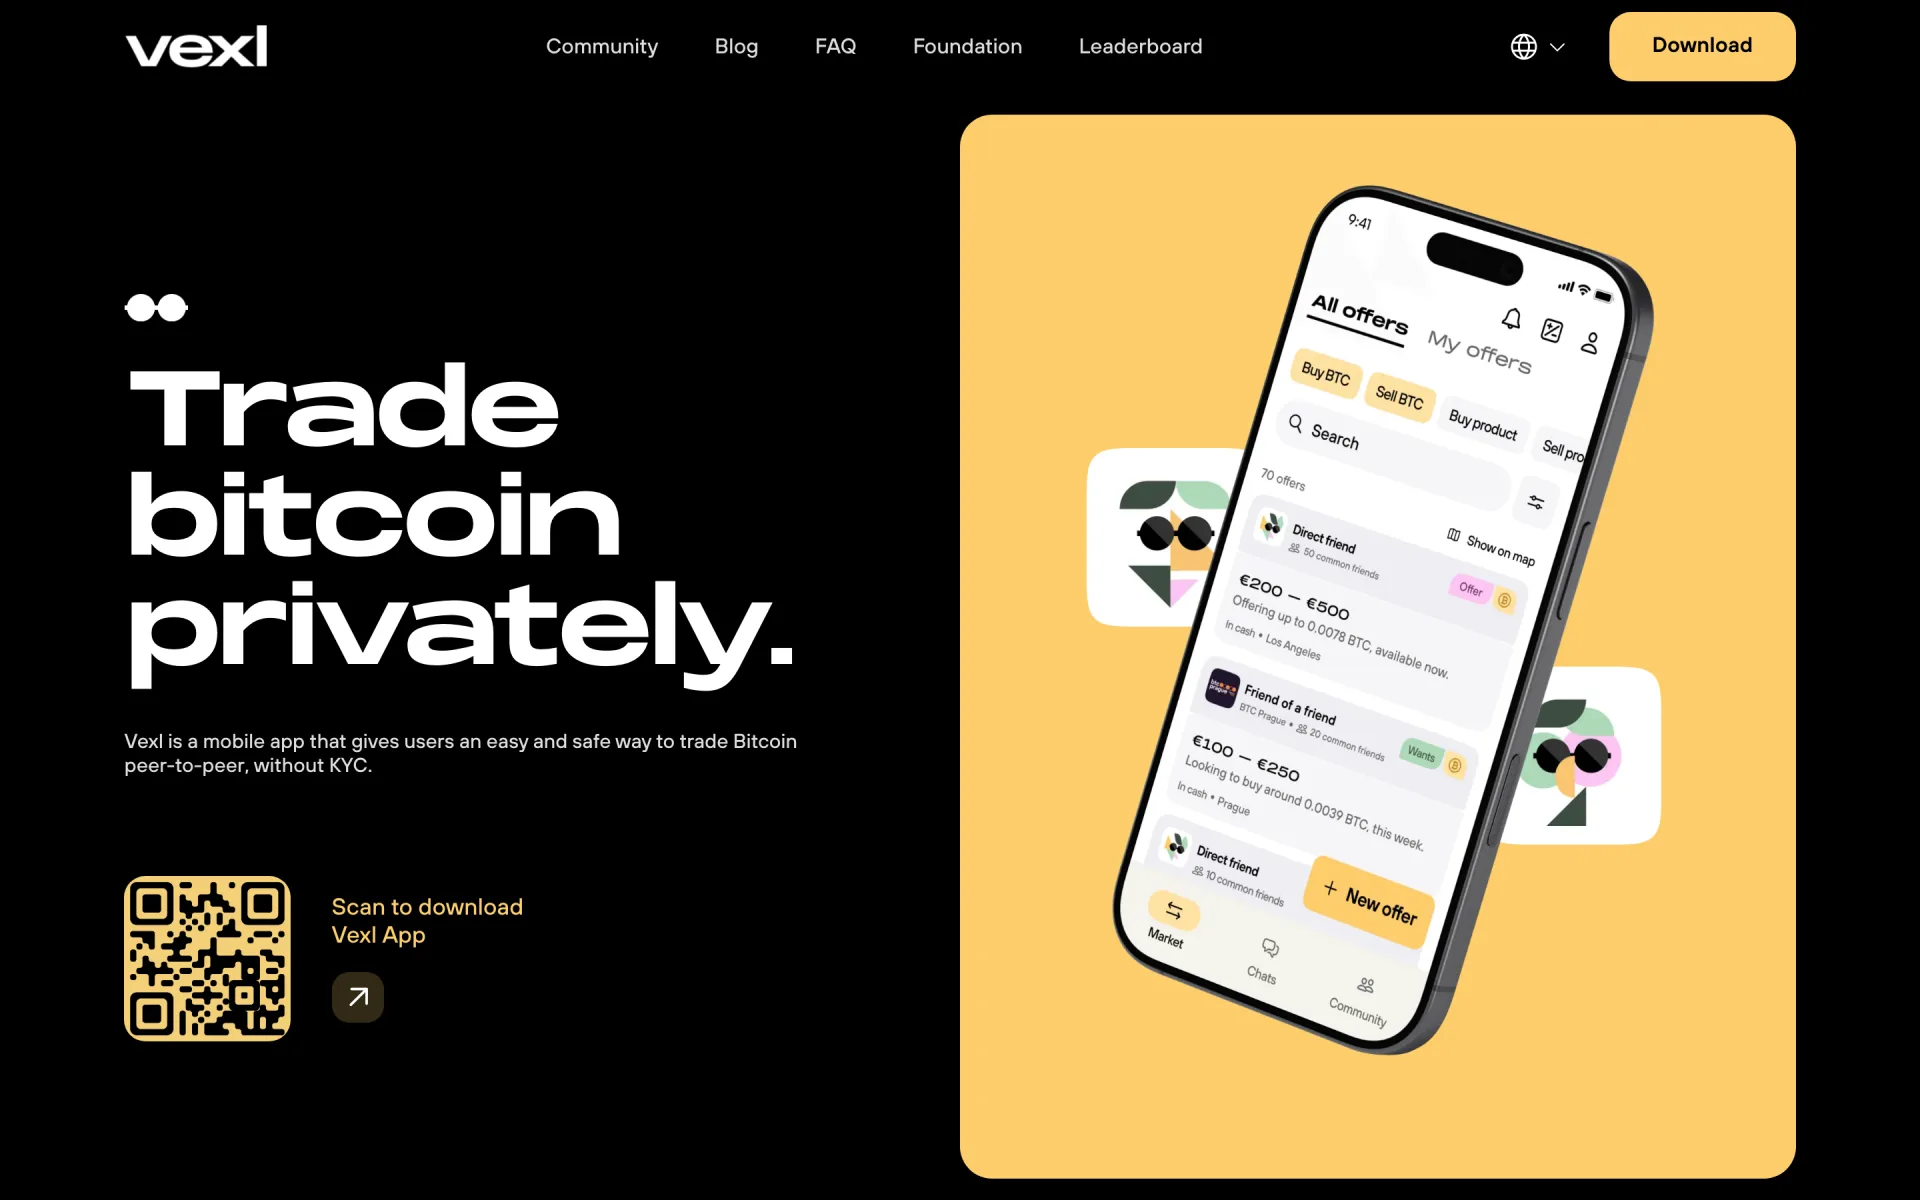 vexl
Community
Blog
FAQ
Foundation
Leaderboard
Download
Trade
bitcoin
privately.
Vexl is a mobile app that gives users an easy and safe way to trade Bitcoin
peer-to-peer, without KYC.
Scan to download
Vexl App
9:41
All offers
My offers
Buy BTC
Sell BTC
Buy product
Sell pro
Search
70 offers
Show on map
Direct friend
50 common friends
Offer
€200 — €500
Offering up to 0.0078 BTC, available now.
In cash • Los Angeles
Friend of a friend
BTC Prague • 20 common friends
Wants
€100 — €250
Looking to buy around 0.0039 BTC, this week.
In cash • Prague
Direct friend
10 common friends
+ New offer
Market
Chats
Community